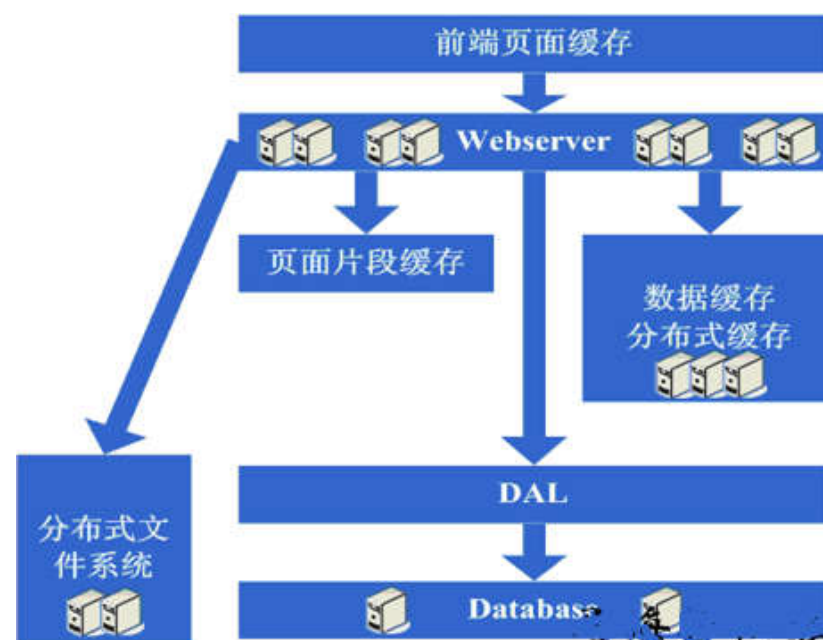 前端页面缓存
Webserver
页面片段缓存
数据缓存
分布式缓存
DAL
分布式文
件系统
Database